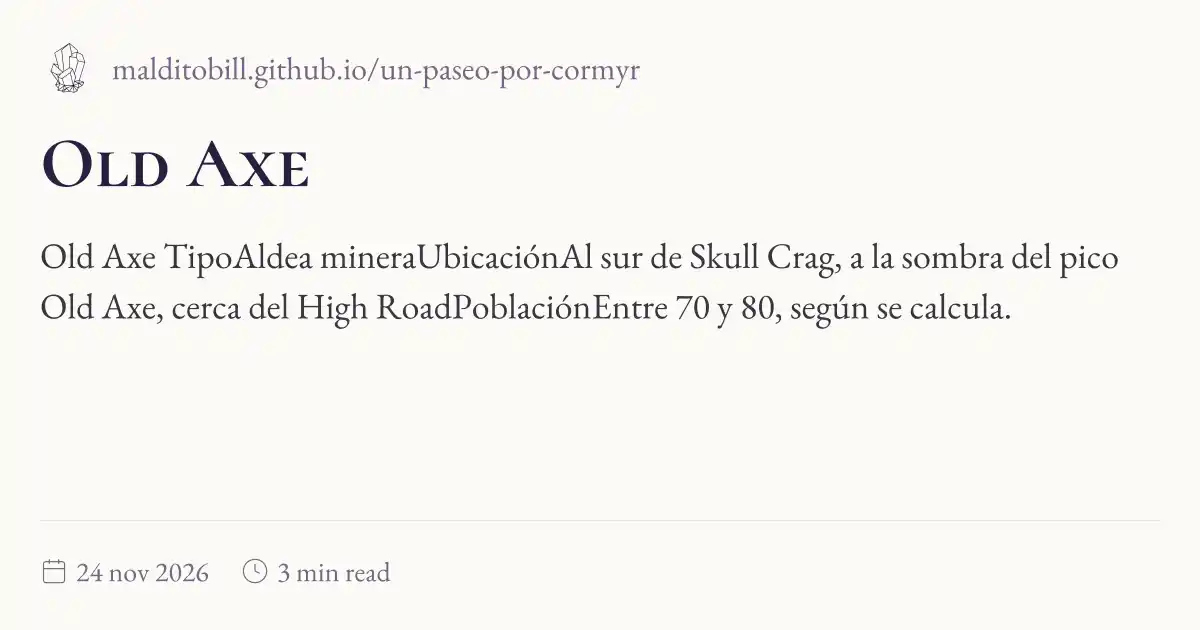 malditobill.github.io/un-paseo-por-cormyr
Old Axe
Old Axe TipoAldea mineraUbicaciónAl sur de Skull Crag, a la sombra del pico
Old Axe, cerca del High RoadPoblaciónEntre 70 y 80, según se calcula.
24 nov 2026 3 min read